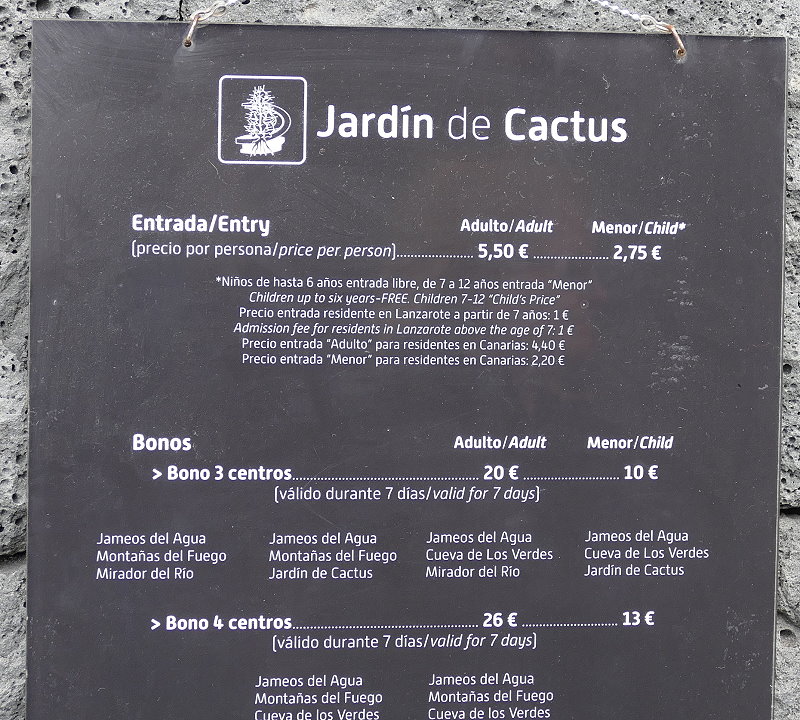 Jardín de Cactus
Entrada/Entry Adulto/Adult Menor/Child*
(precio por persona/price per person)........................ 5,50 € ........................ 2,75 €
*Niños de hasta 6 años entrada libre, de 7 a 12 años entrada “Menor”
Children up to six years-FREE. Children 7-12 “Child's Price”
Precio entrada residente en Lanzarote a partir de 7 años: 1 €
Admission fee for residents in Lanzarote above the age of 7: 1 €
Precio entrada “Adulto” para residentes en Canarias: 4,40 €
Precio entrada “Menor” para residentes en Canarias: 2,20 €
Bonos Adulto/Adult Menor/Child
> Bono 3 centros............................................................ 20 € ............................... 10 €
(válido durante 7 días/valid for 7 days)
Jameos del Agua Jameos del Agua Jameos del Agua Jameos del Agua
Montañas del Fuego Montañas del Fuego Cueva de Los Verdes Cueva de Los Verdes
Mirador del Río Jardín de Cactus Mirador del Río Jardín de Cactus
> Bono 4 centros............................................................ 26 € ............................... 13 €
(válido durante 7 días/valid for 7 days)
Jameos del Agua Jameos del Agua
Montañas del Fuego Montañas del Fuego
Cueva de los Verdes Cueva de los Verdes